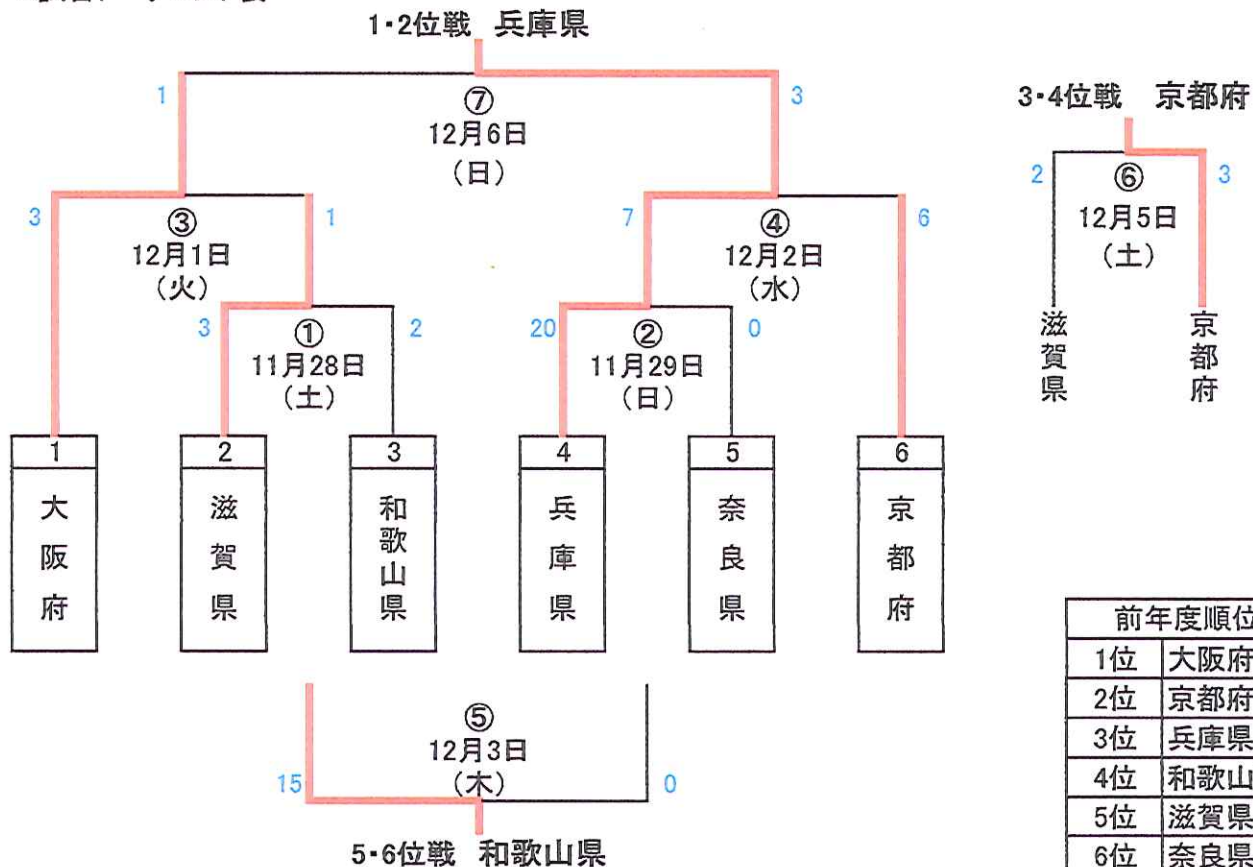 1・2位戦 兵庫県
1
⑦
3
12月6日
(日)
3・4位戦 京都府
2
⑥
3
12月5日
(土)
滋賀県
京都府
3
③
1
12月1日
(火)
7
④
6
12月2日
(水)
3
①
2
11月28日
(土)
20
②
0
11月29日
(日)
1
2
3
4
5
6
大阪府
滋賀県
和歌山県
兵庫県
奈良県
京都府
⑤
12月3日
(木)
15
0
5・6位戦 和歌山県
前年度順位
1位 大阪府
2位 京都府
3位 兵庫県
4位 和歌山
5位 滋賀県
6位 奈良県